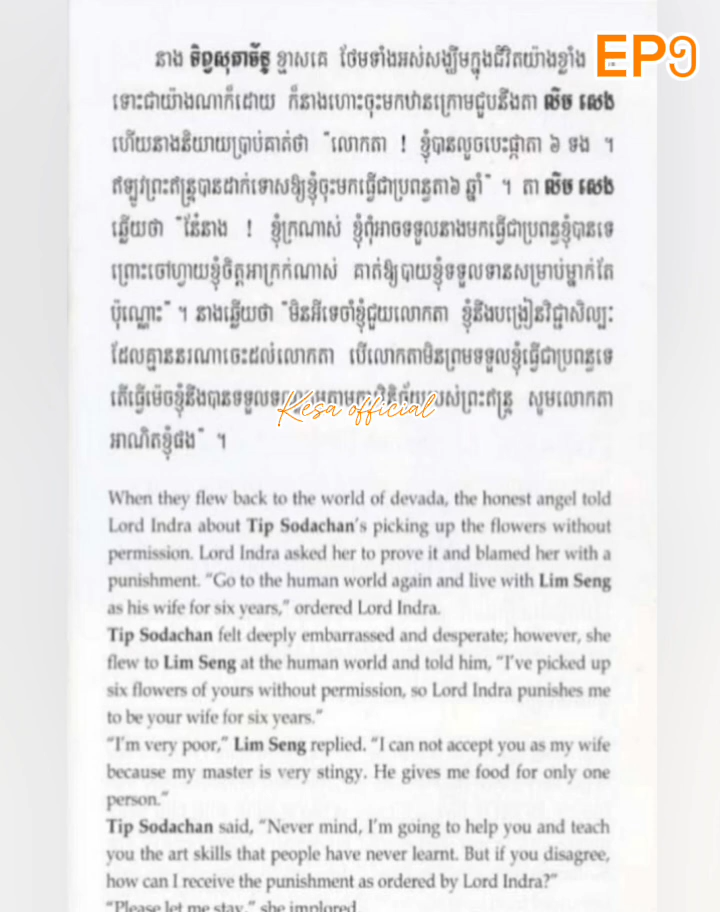 EP១
នាង ទិព្វសុតាច័ន្ទ ខ្មាសគេ ថែមទាំងអស់សង្ឃឹមក្នុងជីវិតយ៉ាងខ្លាំង
ទោះជាយ៉ាងណាក៏ដោយ ក៏នាងហោះចុះមកឋានក្រោមជួបនឹងតា លិម សេង
ហើយនាងនិយាយប្រាប់គាត់ថា "លោកតា ! ខ្ញុំបានលួចបេះផ្កាតា ៦ ទង ។
ឥឡូវព្រះឥន្ទ្របានដាក់ទោសឱ្យខ្ញុំចុះមកធ្វើជាប្រពន្ធតា៦ ឆ្នាំ" ។ តា លិម សេង
ឆ្លើយថា "នែ៎នាង ! ខ្ញុំក្រណាស់ ខ្ញុំពុំអាចទទួលនាងមកធ្វើជាប្រពន្ធខ្ញុំបានទេ
ព្រោះចៅហ្វាយខ្ញុំចិត្តអាក្រក់ណាស់ គាត់ឱ្យបាយខ្ញុំទទួលទានសម្រាប់ម្នាក់តែ
ប៉ុណ្ណោះ" ។ នាងឆ្លើយថា "មិនអីទេចាំខ្ញុំជួយលោកតា ខ្ញុំនឹងបង្រៀនវិជ្ជាសិល្បៈ
ដែលគ្មាននរណាចេះដល់លោកតា បើលោកតាមិនព្រមទទួលខ្ញុំធ្វើជាប្រពន្ធទេ
តើធ្វើម៉េចខ្ញុំនឹងបានទទួល របស់ព្រះឥន្ទ្រ សូមលោកតា
Kesa official
អាណិតខ្ញុំផង" ។
When they flew back to the world of devada, the honest angel told
Lord Indra about Tip Sodachan's picking up the flowers without
permission. Lord Indra asked her to prove it and blamed her with a
punishment. "Go to the human world again and live with Lim Seng
as his wife for six years," ordered Lord Indra.
Tip Sodachan felt deeply embarrassed and desperate; however, she
flew to Lim Seng at the human world and told him, "I've picked up
six flowers of yours without permission, so Lord Indra punishes me
to be your wife for six years."
"I'm very poor," Lim Seng replied. "I can not accept you as my wife
because my master is very stingy. He gives me food for only one
person."
Tip Sodachan said, "Never mind, I'm going to help you and teach
you the art skills that people have never learnt. But if you disagree,
how can I receive the punishment as ordered by Lord Indra?"
"Please let me stay," she implored.